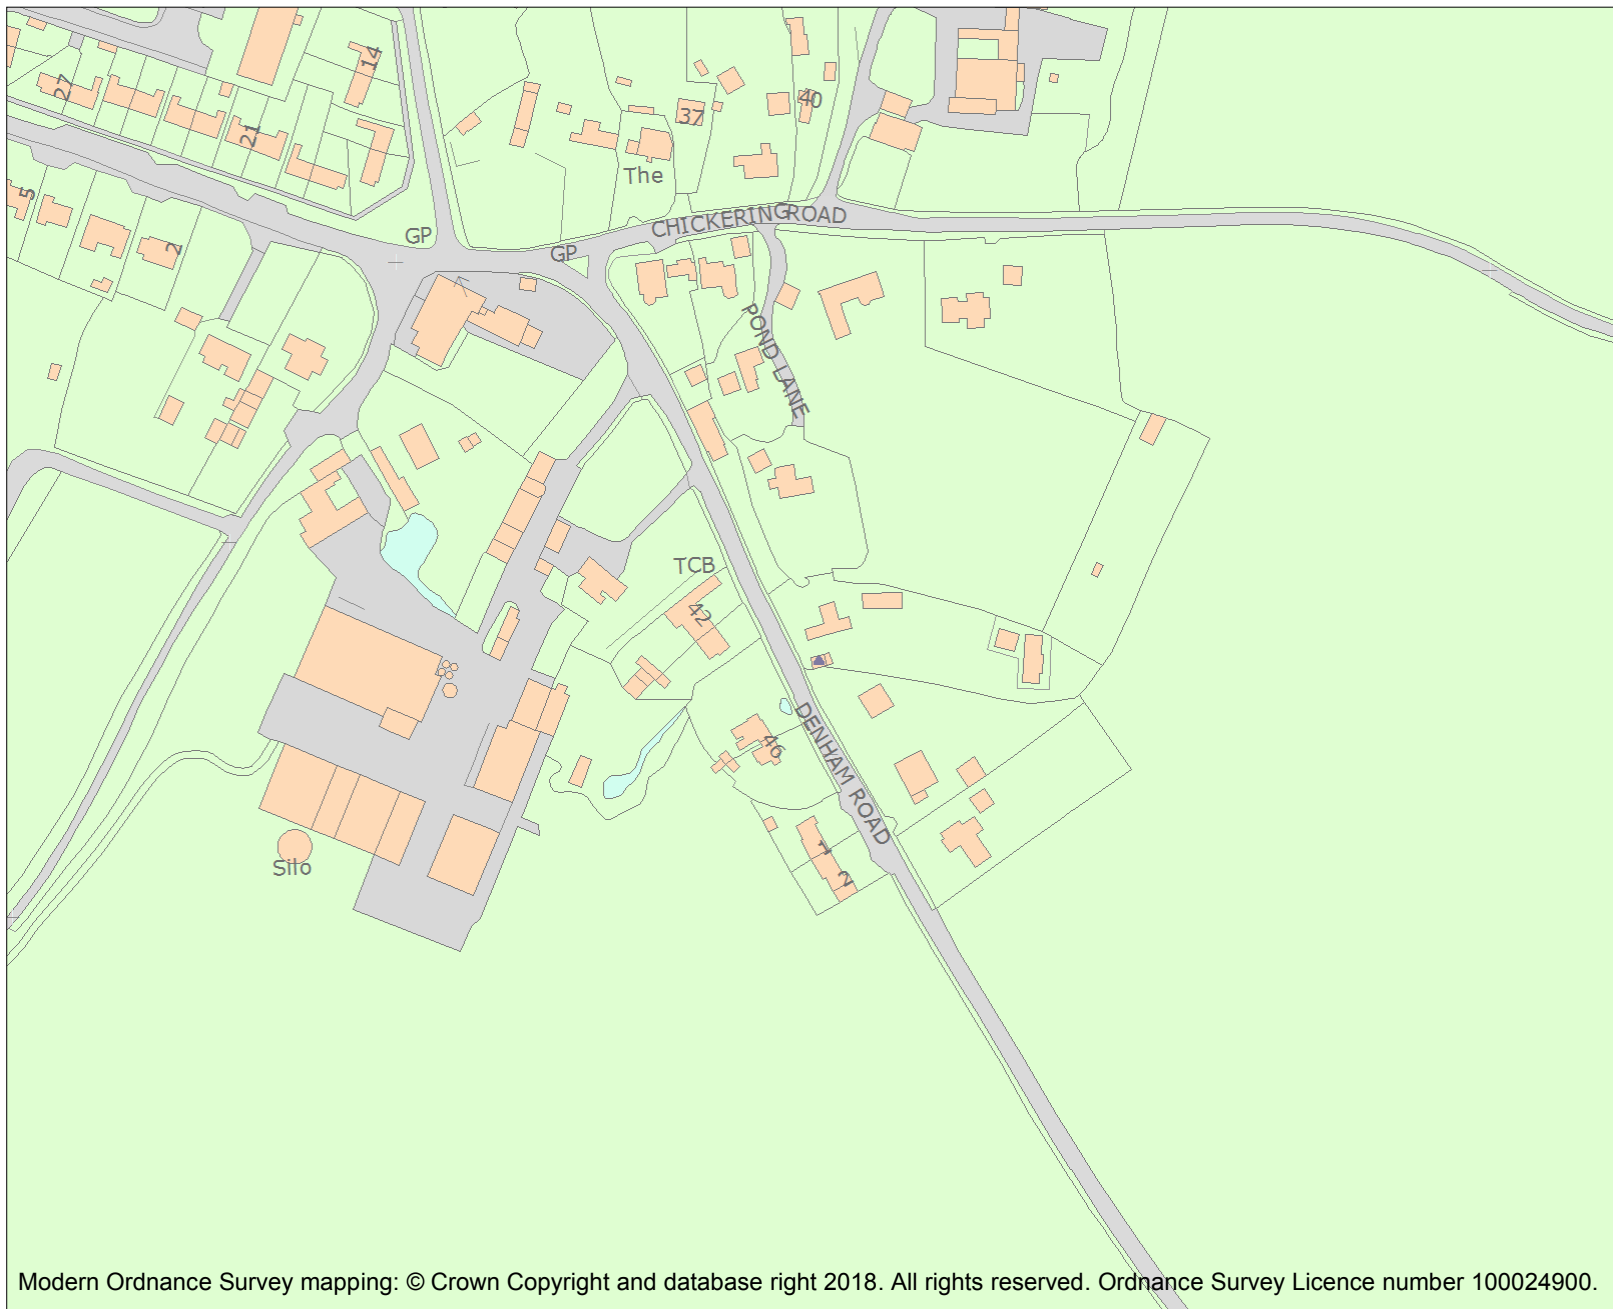 14
27
37
40
21
The
5
CHICKERING ROAD
GP
2
GP
POND LANE
TCB
42
DENHAM ROAD
46
1
2
Silo
Modern Ordnance Survey mapping: © Crown Copyright and database right 2018. All rights reserved. Ordnance Survey Licence number 100024900.